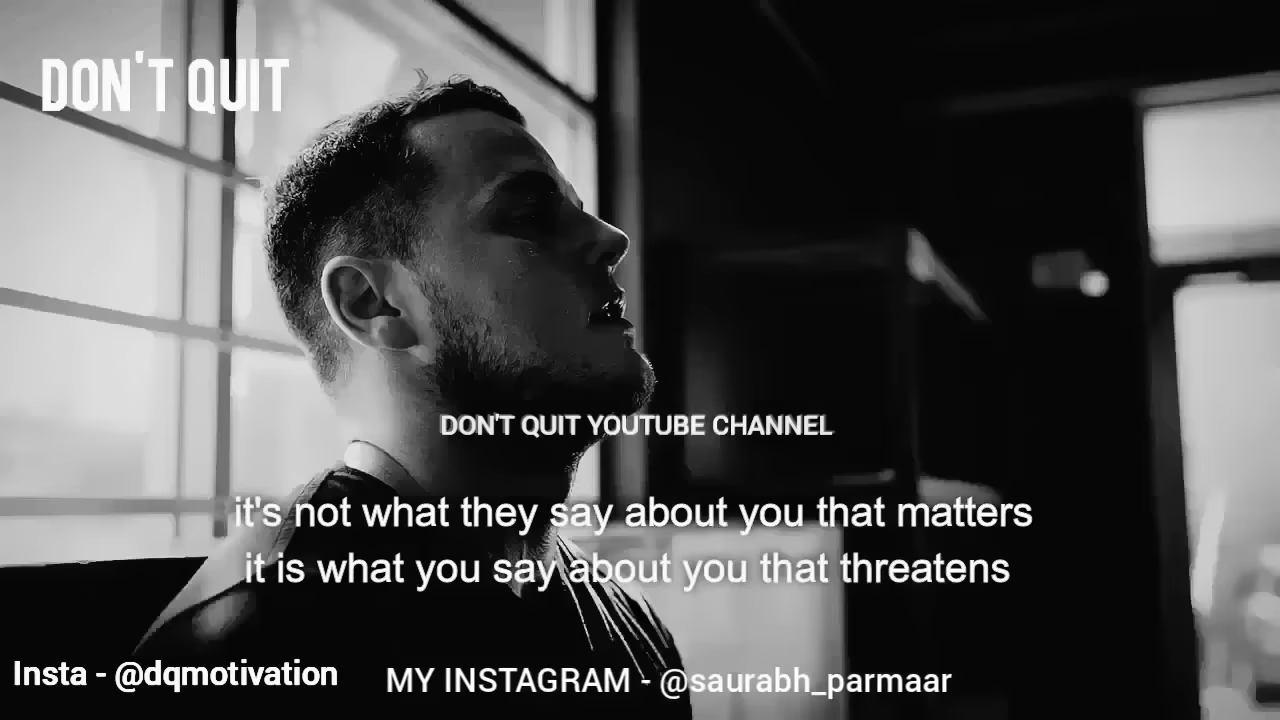 DON'T QUIT
DON'T QUIT YOUTUBE CHANNEL
it's not what they say about you that matters
it is what you say about you that threatens
Insta - @dqmotivation
MY INSTAGRAM - @saurabh_parmaar